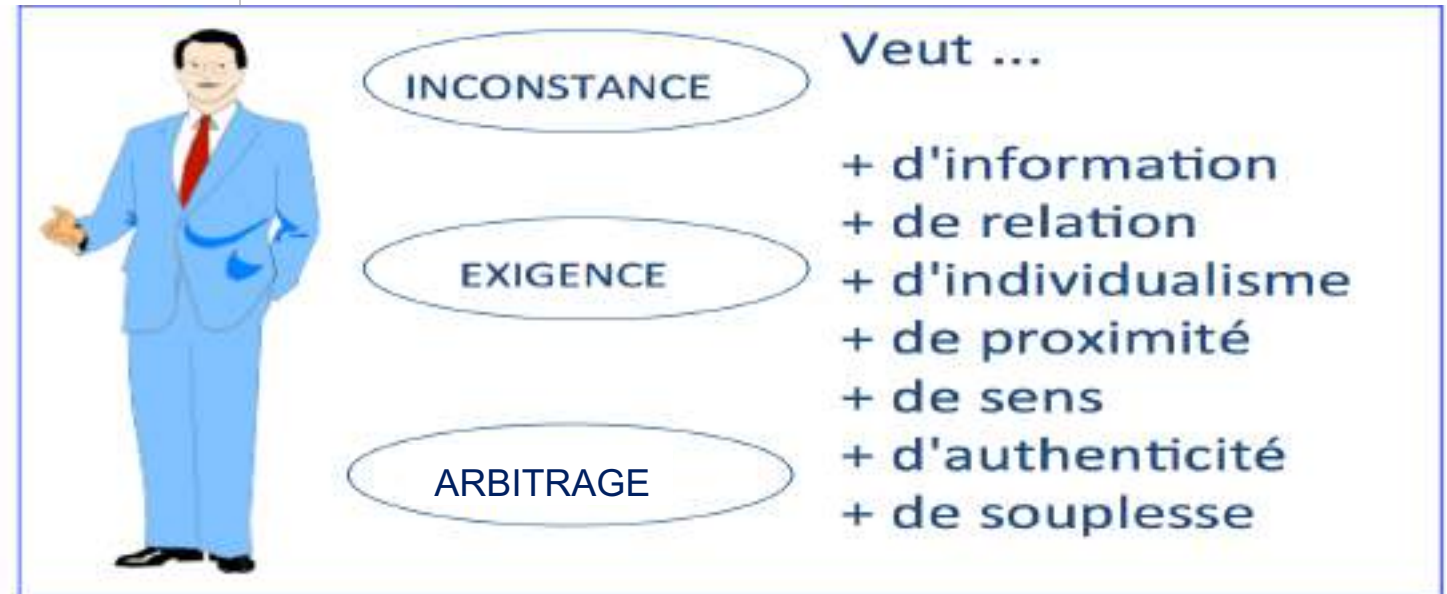 INCONSTANCE
EXIGENCE
ARBITRAGE
Veut ...
+ d'information
+ de relation
+ d'individualisme
+ de proximité
+ de sens
+ d'authenticité
+ de souplesse